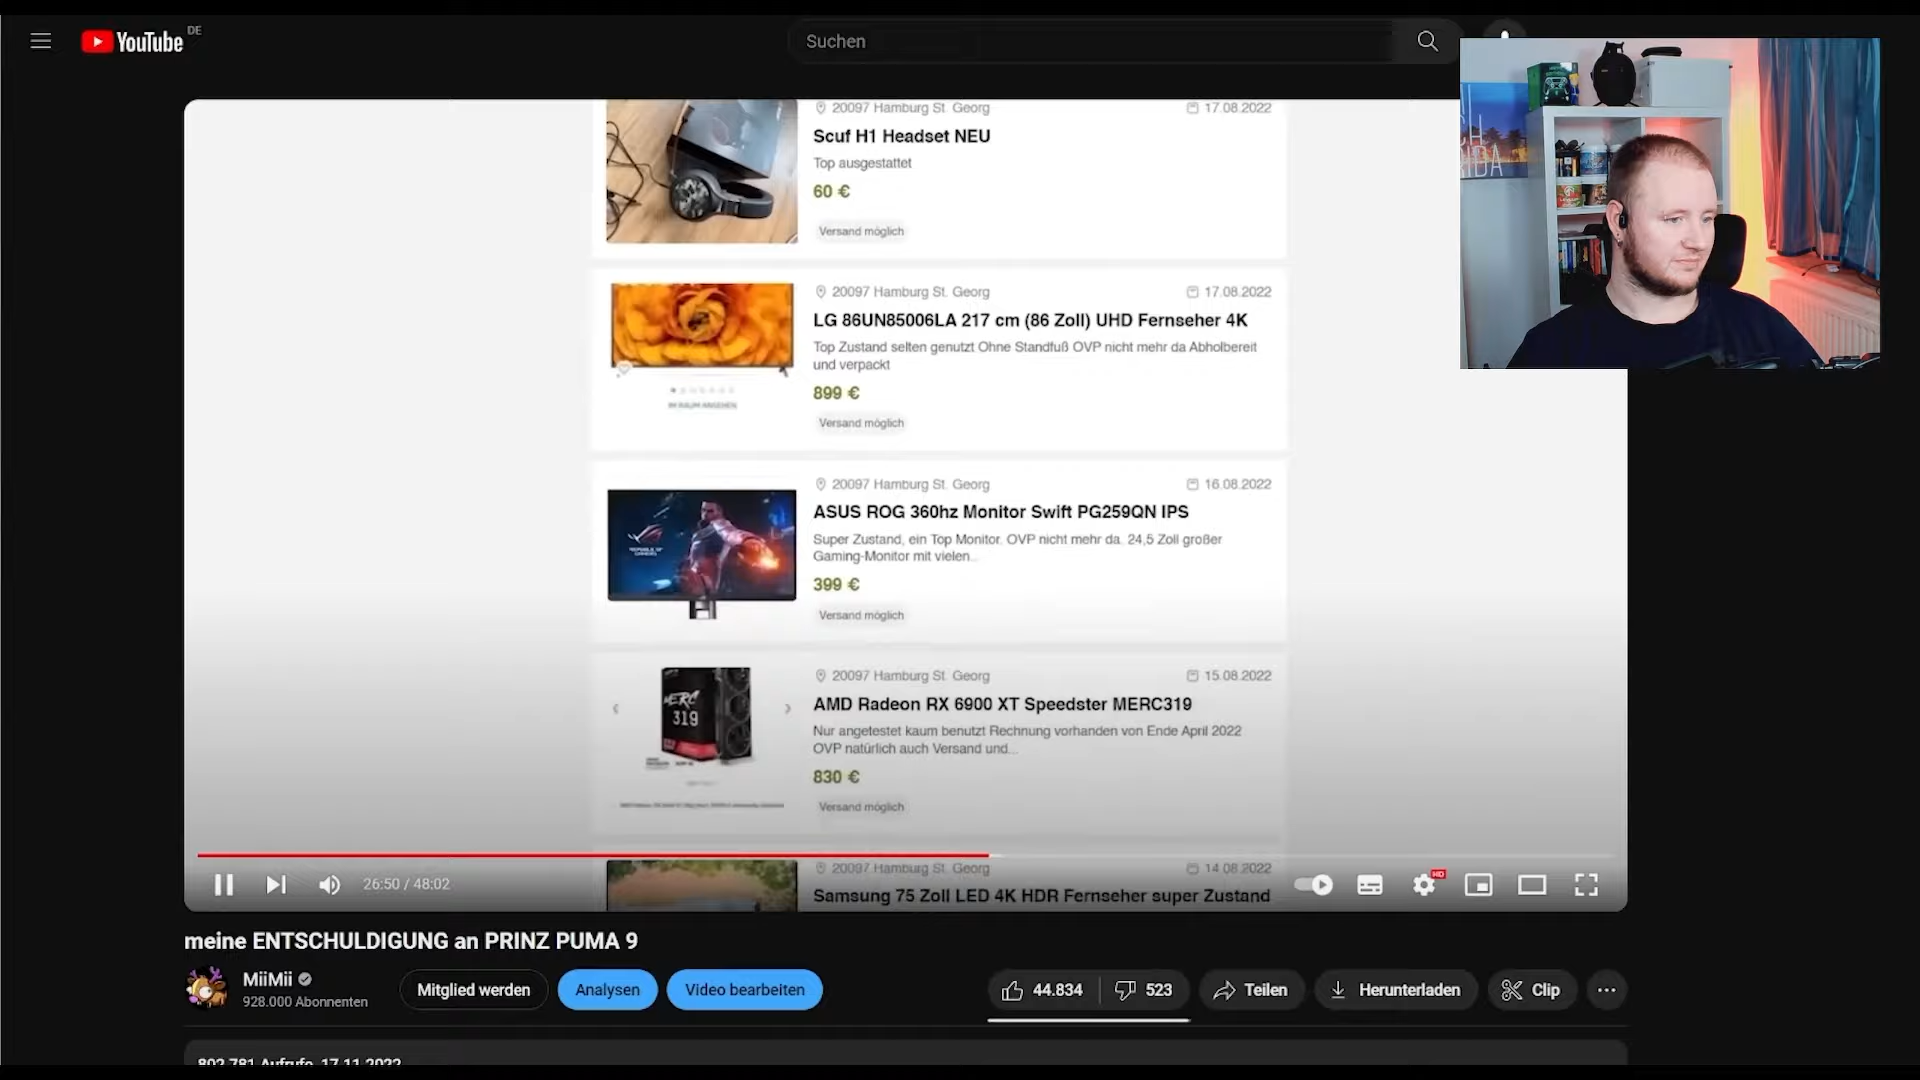 YouTube DE
Suchen
20097 Hamburg St. Georg 17.08.2022
Scuf H1 Headset NEU
Top ausgestattet
60 €
Versand möglich
20097 Hamburg St. Georg 17.08.2022
LG 86UN85006LA 217 cm (86 Zoll) UHD Fernseher 4K
Top Zustand selten genutzt Ohne Standfuß OVP nicht mehr da Abholbereit
und verpackt
899 €
Versand möglich
20097 Hamburg St. Georg 16.08.2022
ASUS ROG 360hz Monitor Swift PG259QN IPS
Super Zustand, ein Top Monitor. OVP nicht mehr da. 24,5 Zoll großer
Gaming-Monitor mit vielen...
399 €
Versand möglich
MERC
319
20097 Hamburg St. Georg 15.08.2022
AMD Radeon RX 6900 XT Speedster MERC319
Nur angetestet kaum benutzt Rechnung vorhanden von Ende April 2022
OVP natürlich auch Versand und...
830 €
Versand möglich
20097 Hamburg St. Georg 14.08.2022
Samsung 75 Zoll LED 4K HDR Fernseher super Zustand
26:50 / 48:02
HD
meine ENTSCHULDIGUNG an PRINZ PUMA 9
MiiMii
928.000 Abonnenten
Mitglied werden
Analysen
Video bearbeiten
44.834
523
Teilen
Herunterladen
Clip
802.781 Aufrufe 17.11.2022